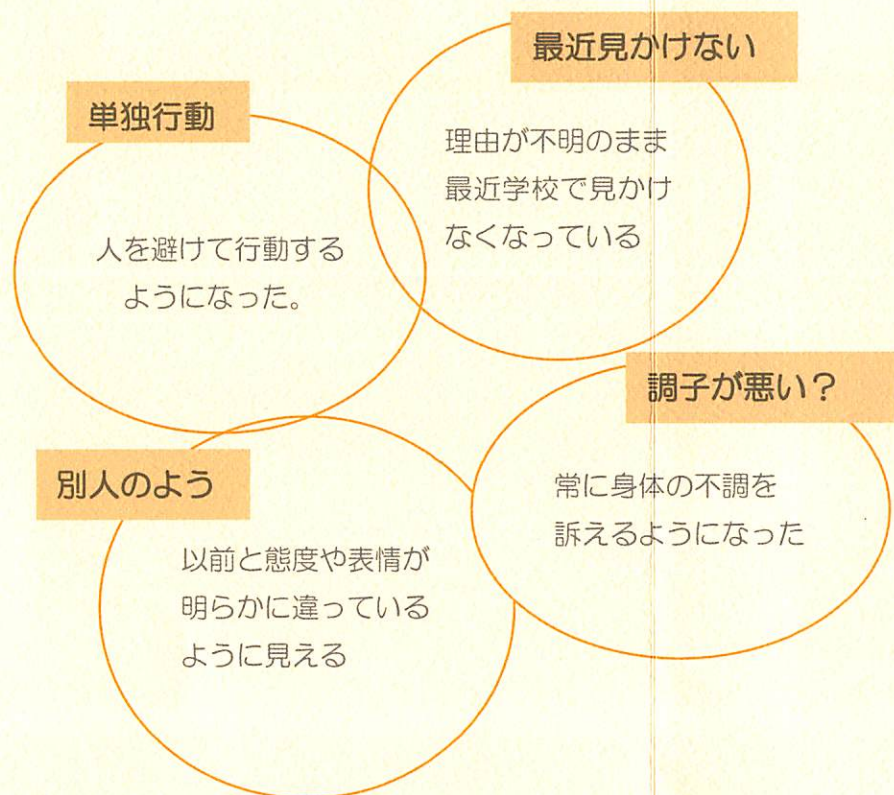 最近見かけない
理由が不明のまま
最近学校で見かけ
なくなっている
単独行動
人を避けて行動する
ようになった。
調子が悪い？
常に身体の不調を
訴えるようになった
別人のよう
以前と態度や表情が
明らかに違っている
ように見える